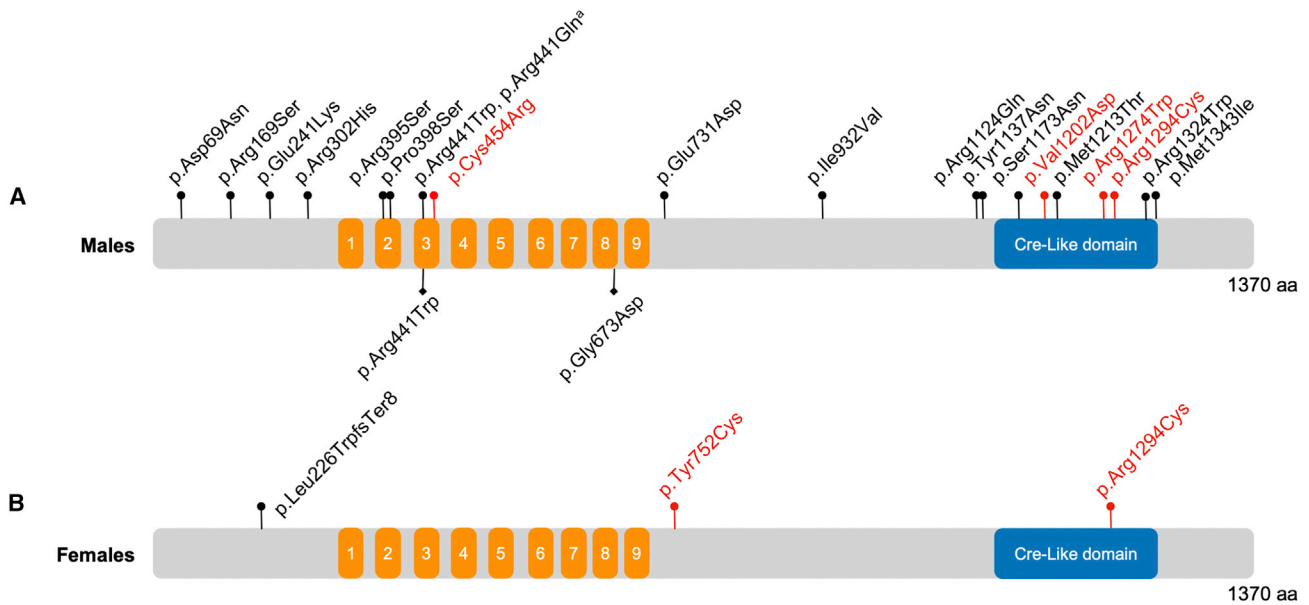 p.Asp69Asn
p.Arg169Ser
p.Glu241Lys
p.Arg302His
p.Arg395Ser
p.Pro398Ser
p.Arg441Trp, p.Arg441Glnᵃ
p.Cys454Arg
p.Glu731Asp
p.Ile932Val
p.Arg1124Gln
p.Tyr1137Asn
p.Ser1173Asn
p.Val1202Asp
p.Met1213Thr
p.Arg1274Trp
p.Arg1294Cys
p.Arg1324Trp
p.Met1343Ile
A
Males
1 2 3 4 5 6 7 8 9
Cre-Like domain
1370 aa
p.Arg441Trp
p.Gly673Asp
p.Leu226TrpfsTer8
p.Tyr752Cys
p.Arg1294Cys
B
Females
1 2 3 4 5 6 7 8 9
Cre-Like domain
1370 aa